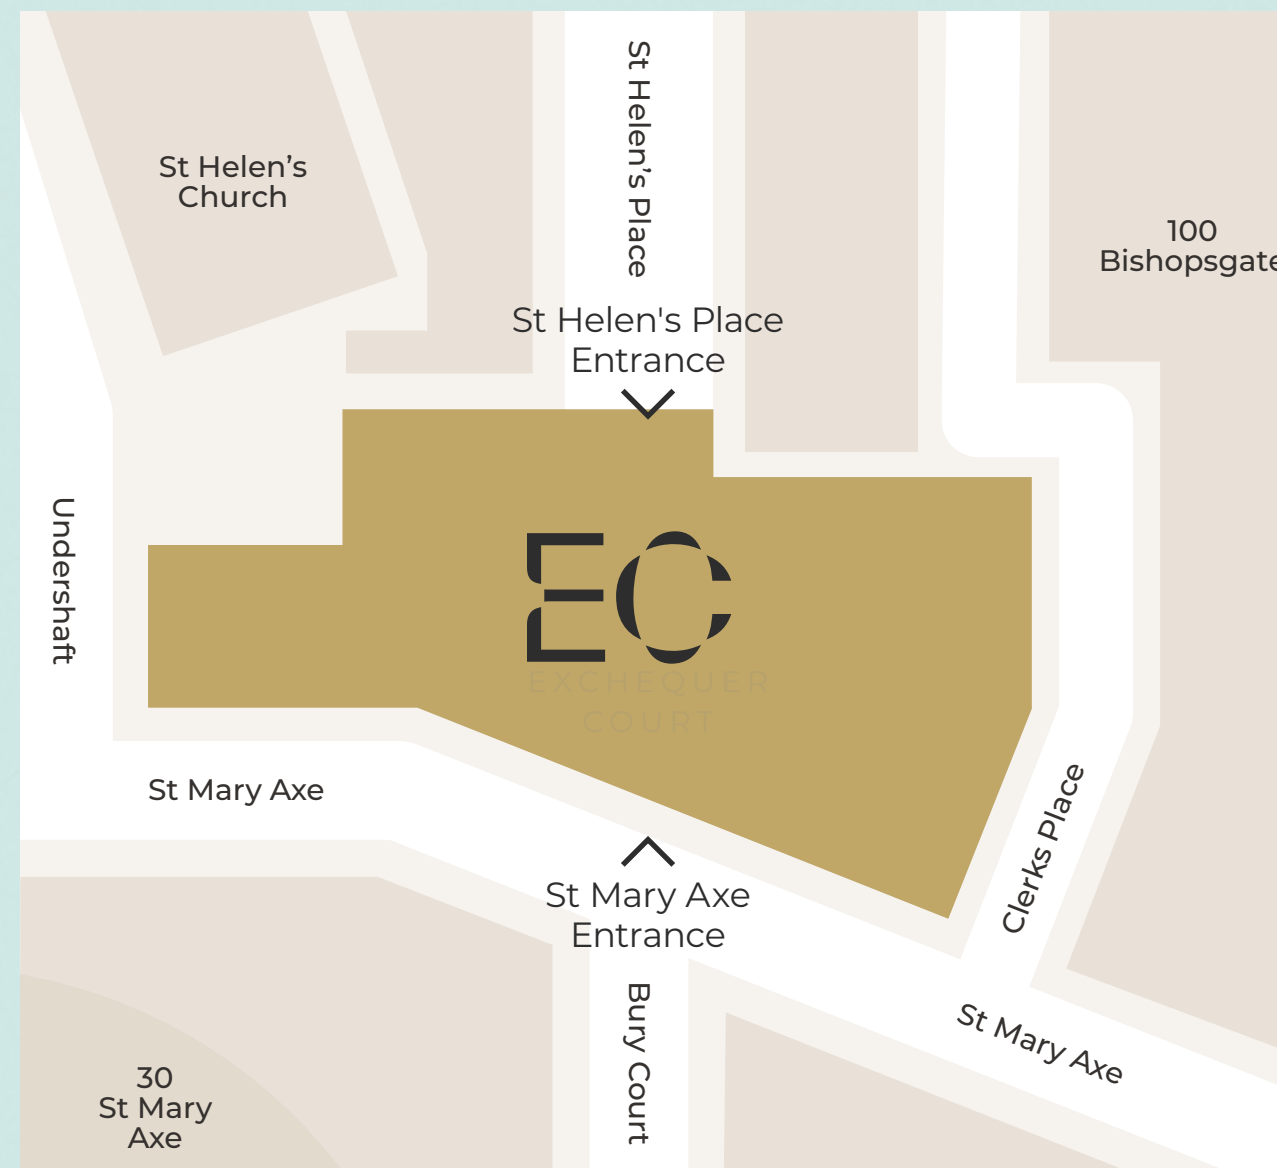 St Helen's Place
St Helen’s
Church
100
Bishopsgate
St Helen's Place
Entrance
Undershaft
EC
EXCHEQUER
COURT
St Mary Axe
Clerks Place
St Mary Axe
Entrance
Bury Court
St Mary Axe
30
St Mary
Axe